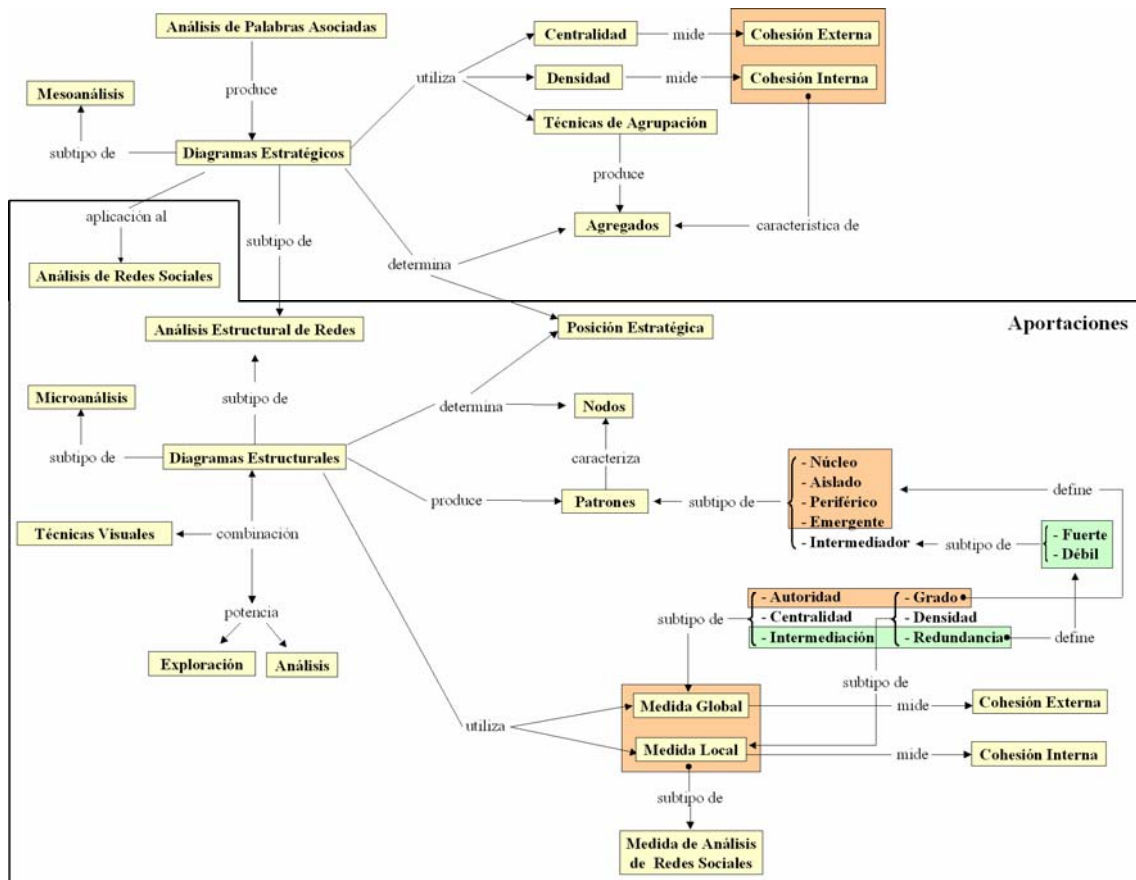 Análisis de Palabras Asociadas
Centralidad
mide
Cohesión Externa
utiliza
Densidad
mide
Cohesión Interna
produce
Mesoanálisis
Técnicas de Agrupación
subtipo de
Diagramas Estratégicos
produce
aplicación al
subtipo de
Agregados
característica de
determina
Análisis de Redes Sociales
Análisis Estructural de Redes
Posición Estratégica
Aportaciones
Microanálisis
subtipo de
determina
Nodos
subtipo de
Diagramas Estructurales
caracteriza
produce
Patrones
subtipo de
- Núcleo
- Aislado
- Periférico
- Emergente
- Intermediador
define
subtipo de
- Fuerte
- Débil
Técnicas Visuales
combinación
potencia
Exploración
Análisis
subtipo de
- Autoridad
- Centralidad
- Intermediación
- Grado
- Densidad
- Redundancia
define
subtipo de
utiliza
Medida Global
mide
Cohesión Externa
Medida Local
mide
Cohesión Interna
subtipo de
Medida de Análisis
de Redes Sociales